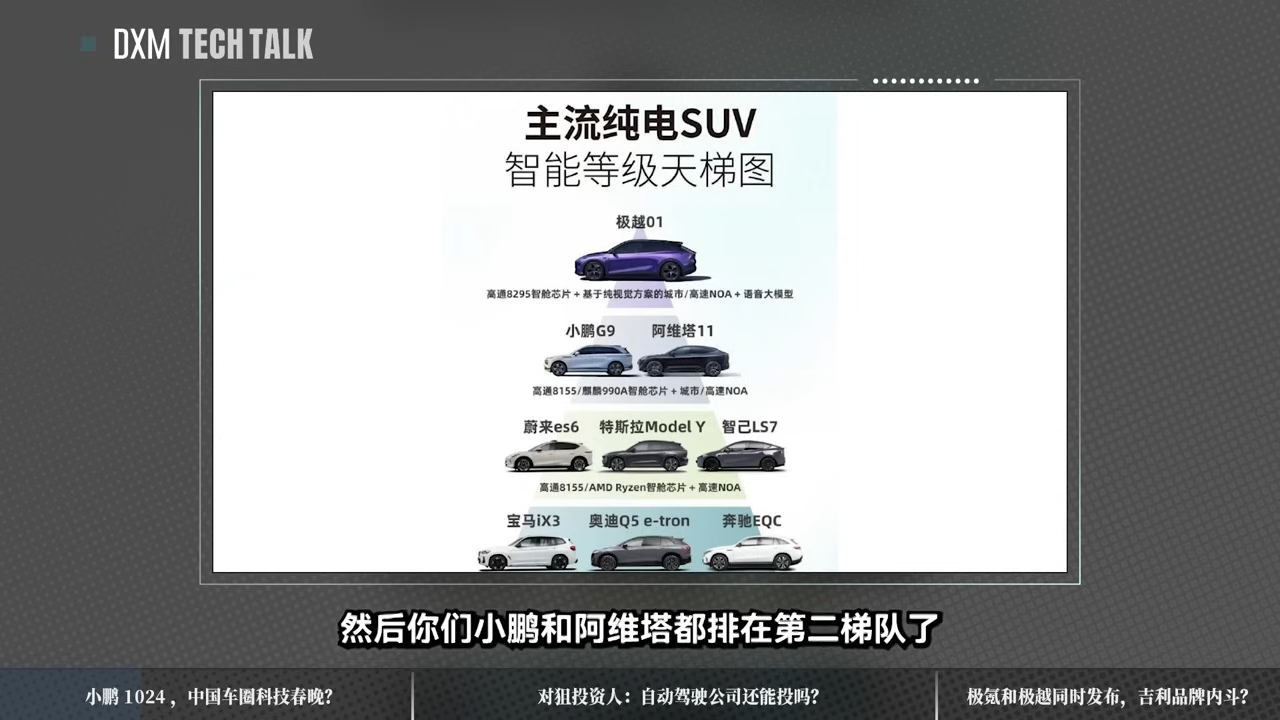 DXM TECH TALK
主流纯电SUV
智能等级天梯图
极越01
高通8295智舱芯片 + 基于纯视觉方案的城市/高速NOA + 语音大模型
小鹏G9 阿维塔11
高通8155/麒麟990A智舱芯片 + 城市/高速NOA
蔚来es6 特斯拉Model Y 智己LS7
高通8155/AMD Ryzen智舱芯片 + 高速NOA
宝马iX3 奥迪Q5 e-tron 奔驰EQC
然后你们小鹏和阿维塔都排在第二梯队了
小鹏 1024 ，中国车圈科技春晚? 对狙投资人：自动驾驶公司还能投吗? 极氪和极越同时发布，吉利品牌内斗?